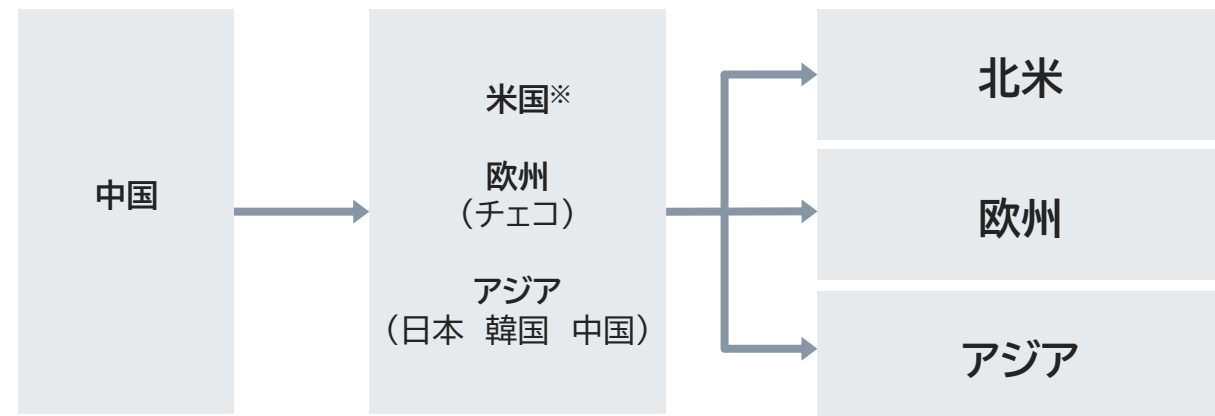 中国
米国※
欧州
（チェコ）
アジア
（日本　韓国　中国）
北米
欧州
アジア